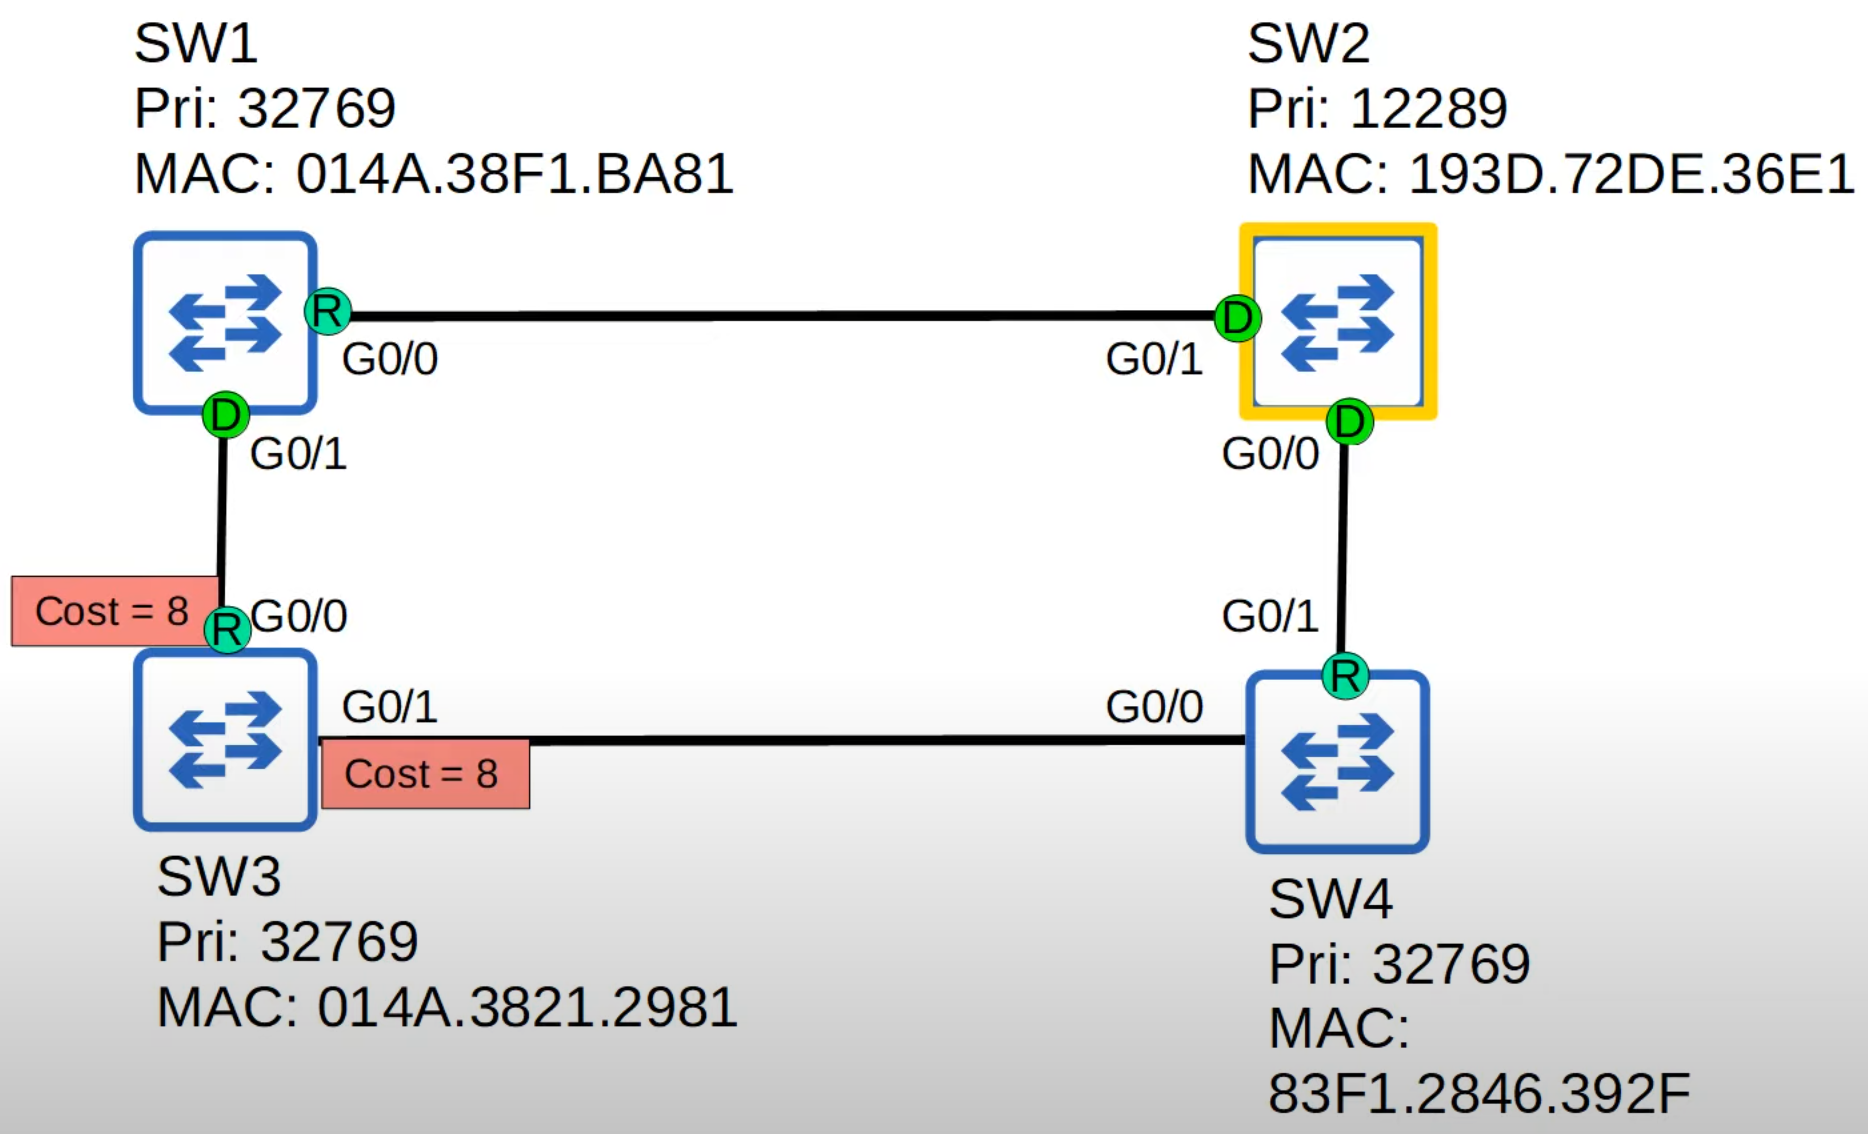 SW1
Pri: 32769
MAC: 014A.38F1.BA81
SW2
Pri: 12289
MAC: 193D.72DE.36E1
R
D
G0/0
G0/1
D
D
G0/1
G0/0
Cost = 8
R
G0/0
G0/1
R
G0/1
G0/0
Cost = 8
SW3
Pri: 32769
MAC: 014A.3821.2981
SW4
Pri: 32769
MAC:
83F1.2846.392F